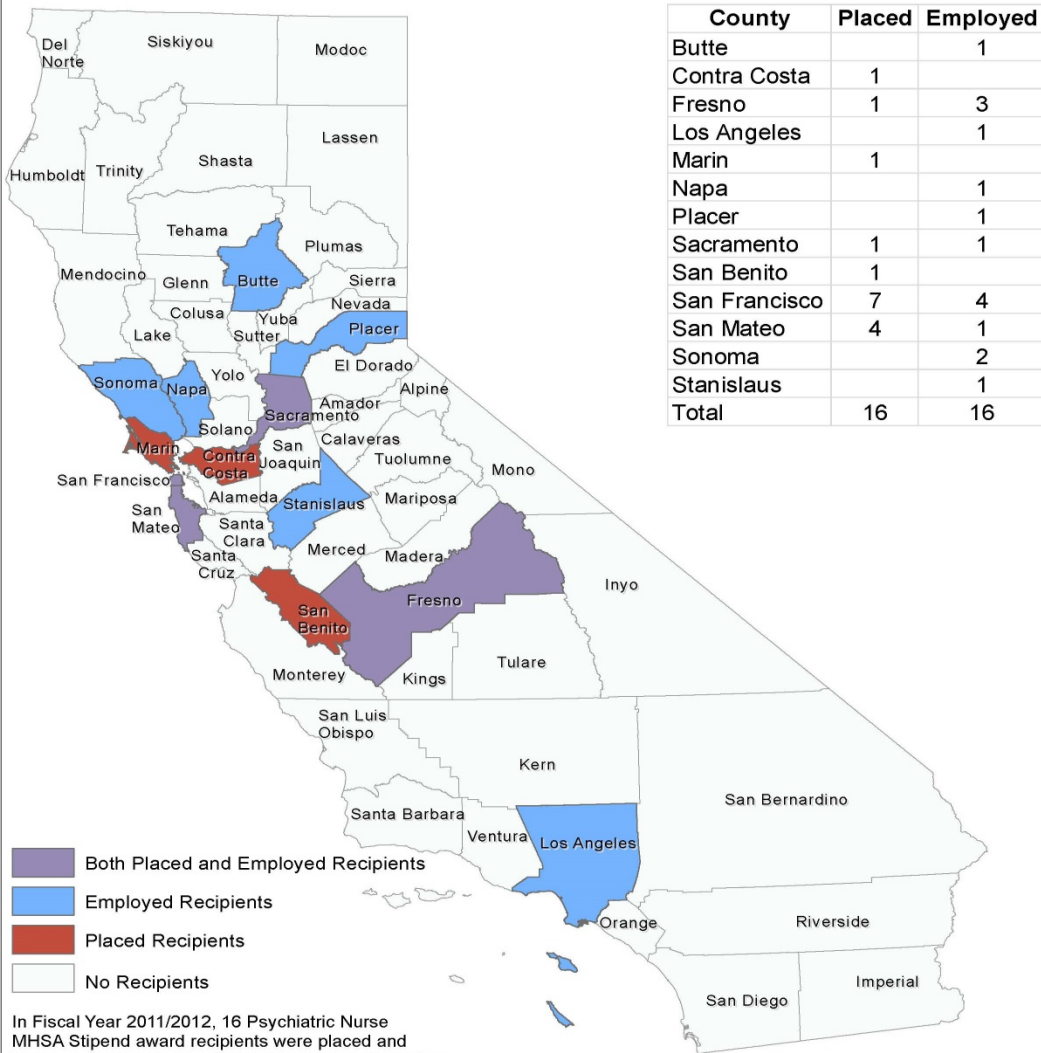 County Placed Employed
Butte 1
Contra Costa 1
Fresno 1 3
Los Angeles 1
Marin 1
Napa 1
Placer 1
Sacramento 1 1
San Benito 1
San Francisco 7 4
San Mateo 4 1
Sonoma 2
Stanislaus 1
Total 16 16
Del
Norte
Siskiyou
Modoc
Humboldt
Trinity
Shasta
Lassen
Tehama
Plumas
Mendocino
Glenn
Butte
Sierra
Colusa
Nevada
Lake
Yuba
Sutter
Placer
El Dorado
Sonoma
Napa
Yolo
Alpine
Amador
Sacramento
Solano
Calaveras
Marin
Contra
Costa
San
Joaquin
Tuolumne
Mono
San Francisco
Alameda
Stanislaus
Mariposa
San
Mateo
Santa
Clara
Merced
Madera
Santa
Cruz
Inyo
Fresno
San
Benito
Tulare
Monterey
Kings
San Luis
Obispo
Kern
San Bernardino
Santa Barbara
Ventura
Los Angeles
Orange
Riverside
San Diego
Imperial
Both Placed and Employed Recipients
Employed Recipients
Placed Recipients
No Recipients
In Fiscal Year 2011/2012, 16 Psychiatric Nurse
MHSA Stipend award recipients were placed and